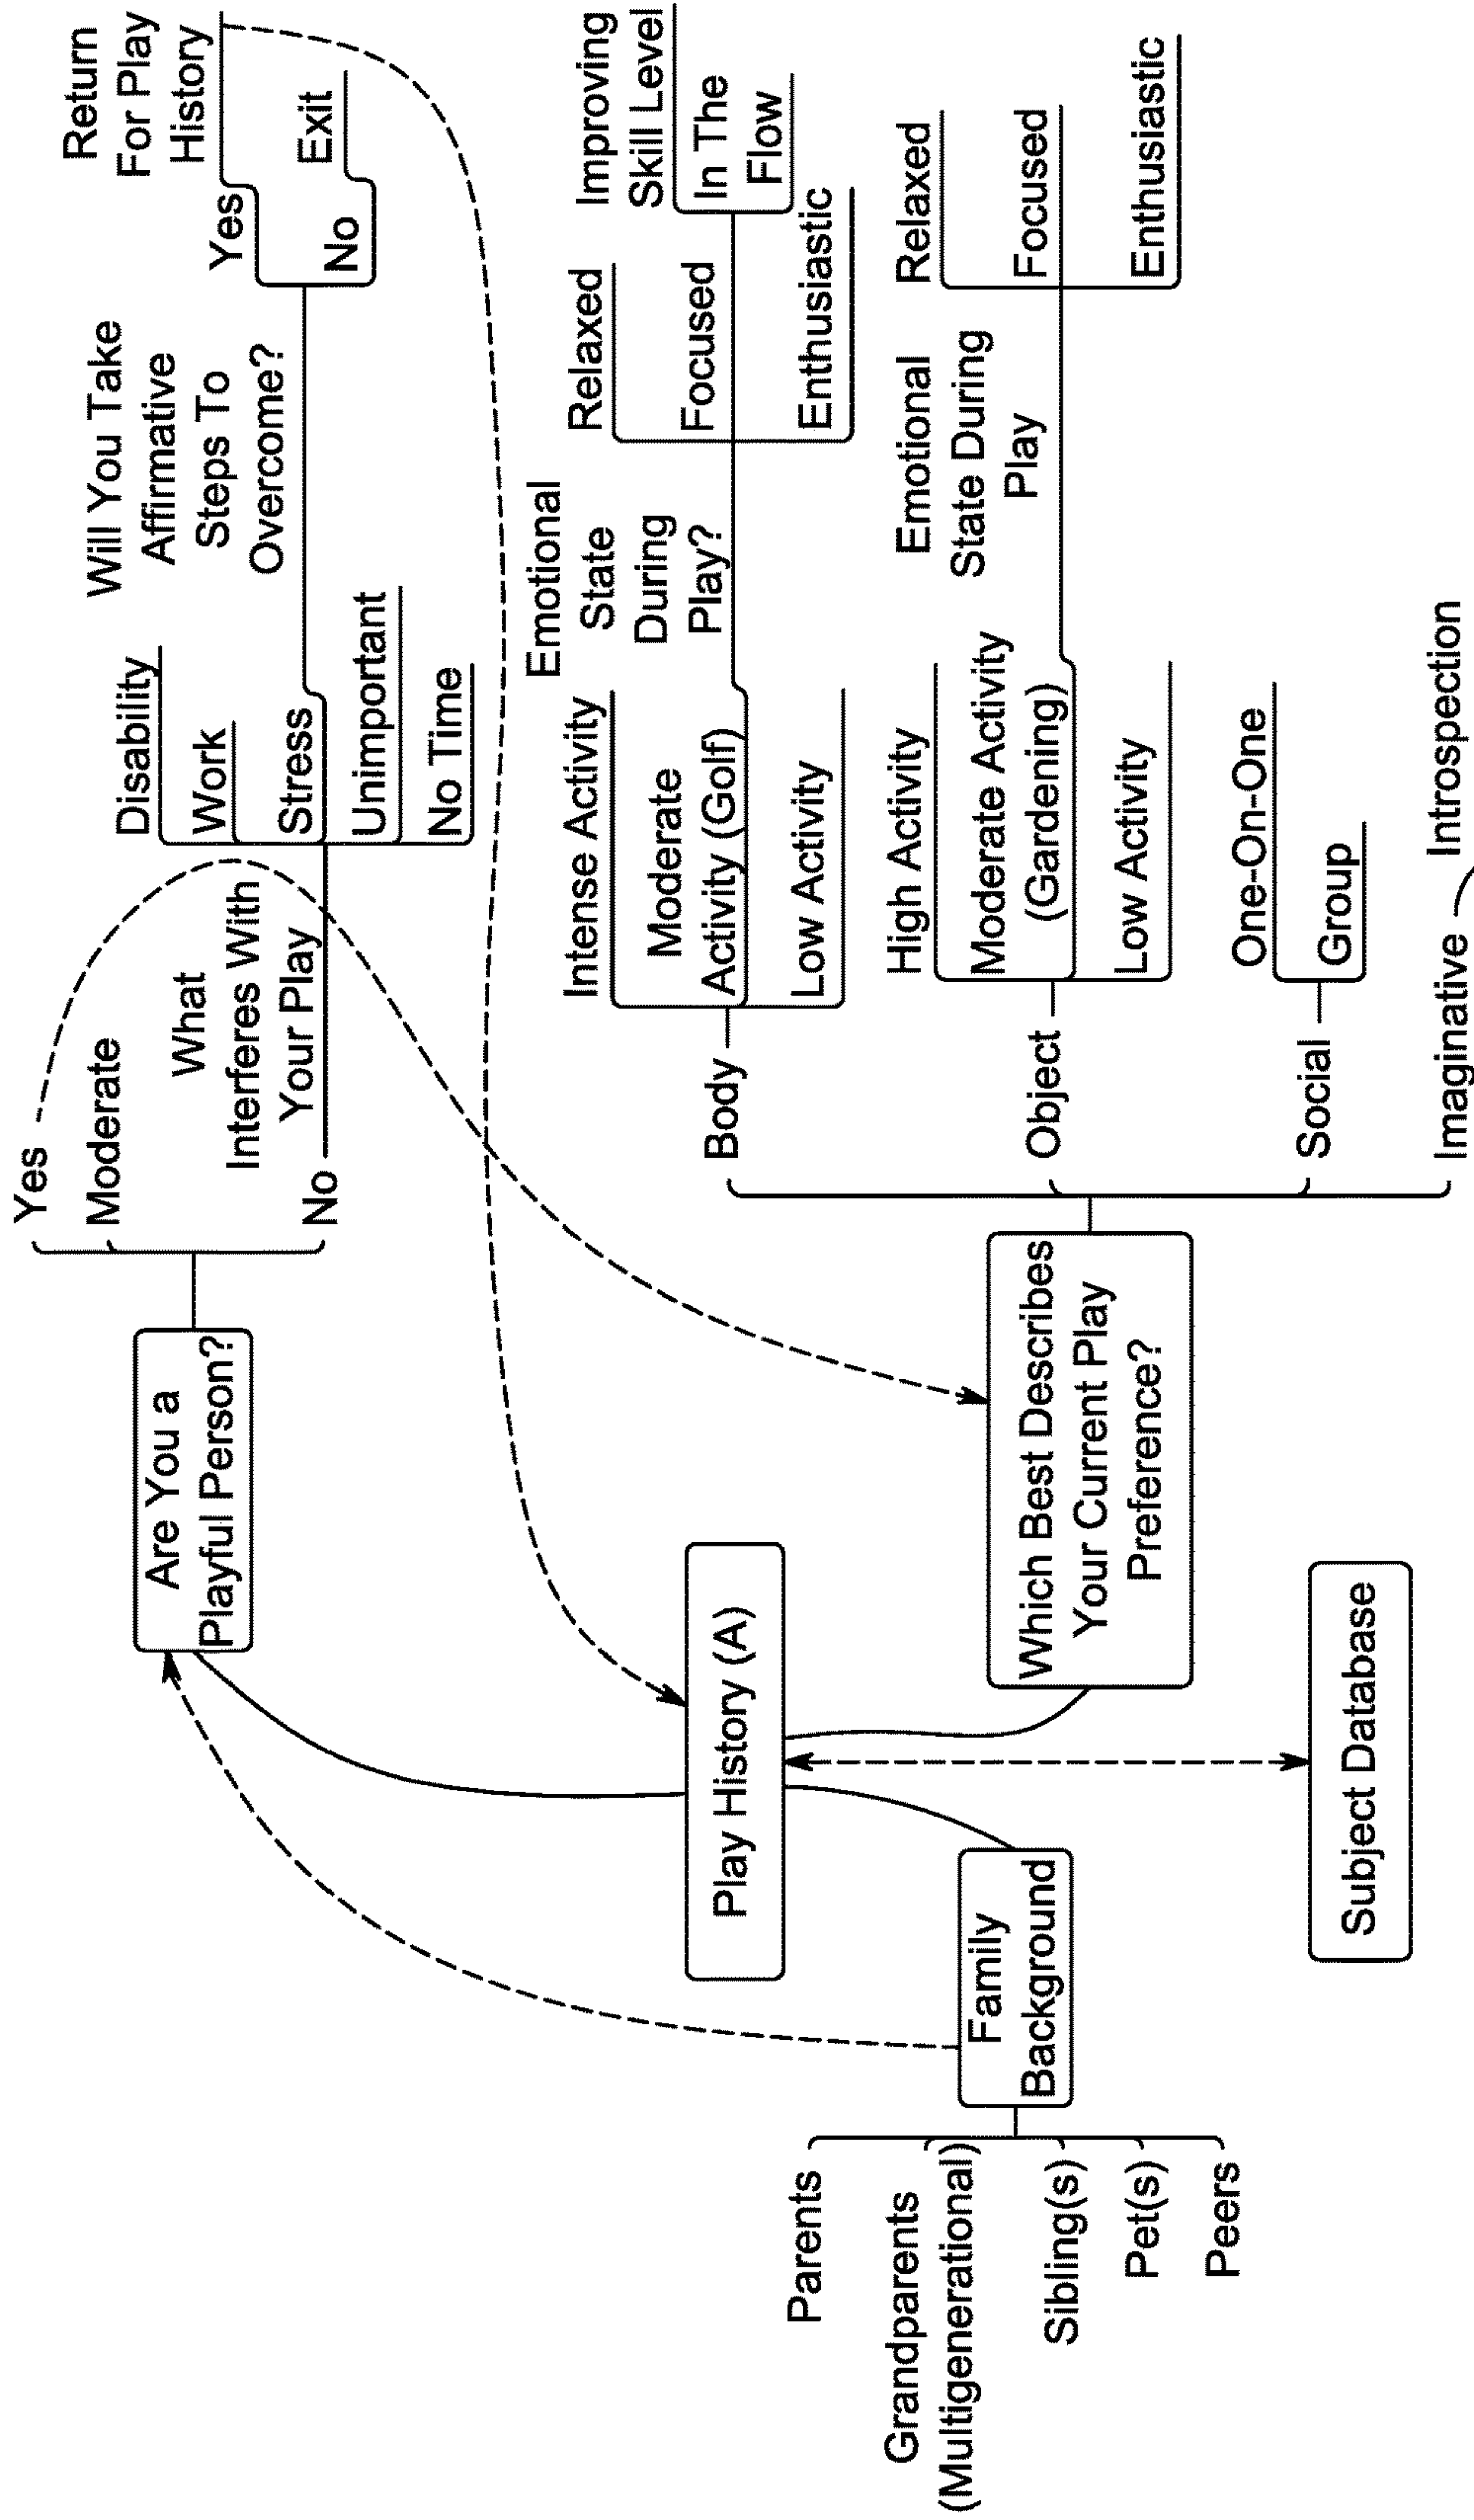 Are You a
Playful Person?
Yes
Moderate
No
What
Interferes With
Your Play
Disability
Work
Stress
Unimportant
No Time
Will You Take
Affirmative
Steps To
Overcome?
Yes
No
Return
For Play
History
Exit
Play History (A)
Family
Background
Parents
Grandparents
(Multigenerational)
Sibling(s)
Pet(s)
Peers
Subject Database
Which Best Describes
Your Current Play
Preference?
Body
Intense Activity
Moderate
Activity (Golf)
Low Activity
Emotional
State
During
Play?
Relaxed
Focused
Enthusiastic
Improving
Skill Level
In The
Flow
Object
High Activity
Moderate Activity
(Gardening)
Low Activity
Emotional
State During
Play
Relaxed
Focused
Enthusiastic
Social
One-On-One
Group
Imaginative
Introspection